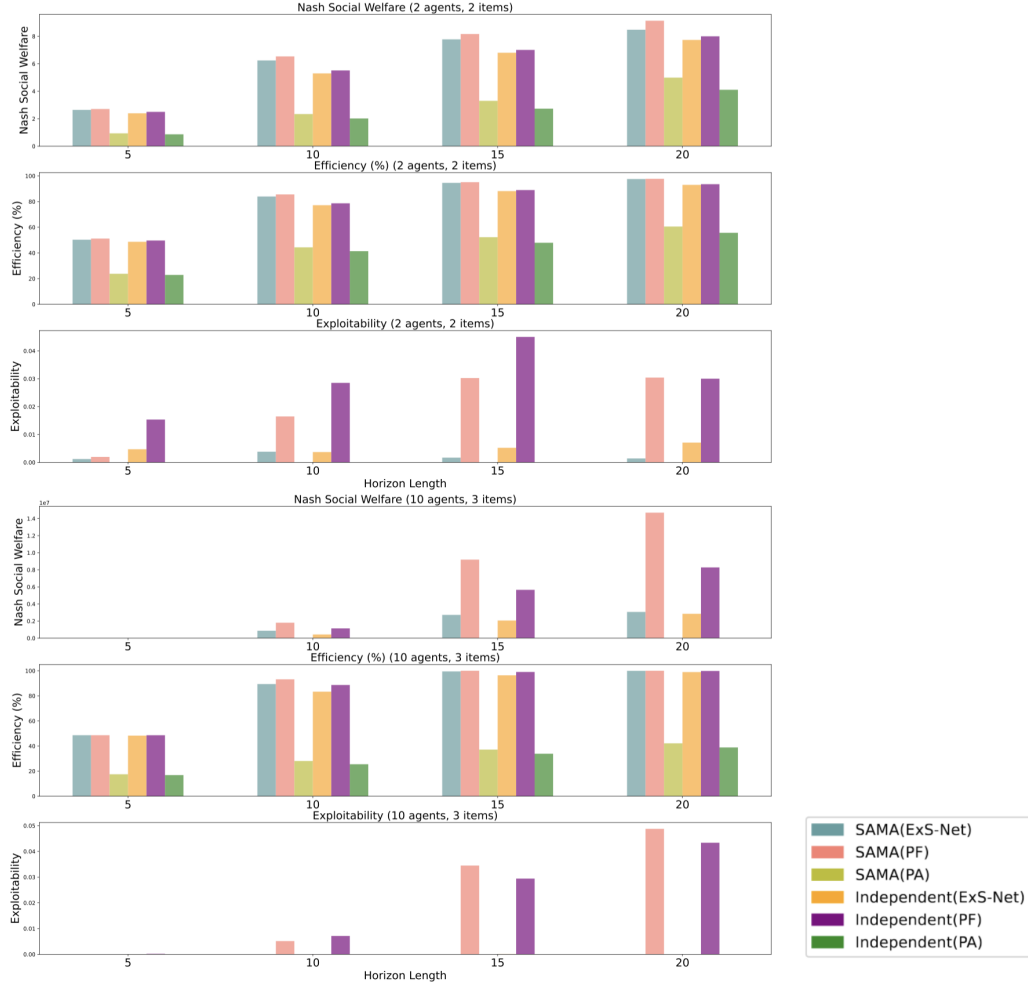 Nash Social Welfare (2 agents, 2 items)
Nash Social Welfare
8
6
4
2
0
5
10
15
20
Efficiency (%) (2 agents, 2 items)
Efficiency (%)
100
80
60
40
20
0
5
10
15
20
Exploitability (2 agents, 2 items)
Exploitability
0.04
0.03
0.02
0.01
0.00
5
10
15
20
Horizon Length
Nash Social Welfare (10 agents, 3 items)
1e7
Nash Social Welfare
1.4
1.2
1.0
0.8
0.6
0.4
0.2
0.0
5
10
15
20
Efficiency (%) (10 agents, 3 items)
Efficiency (%)
100
80
60
40
20
0
5
10
15
20
Exploitability (10 agents, 3 items)
Exploitability
0.05
0.04
0.03
0.02
0.01
0.00
5
10
15
20
Horizon Length
SAMA(ExS-Net)
SAMA(PF)
SAMA(PA)
Independent(ExS-Net)
Independent(PF)
Independent(PA)